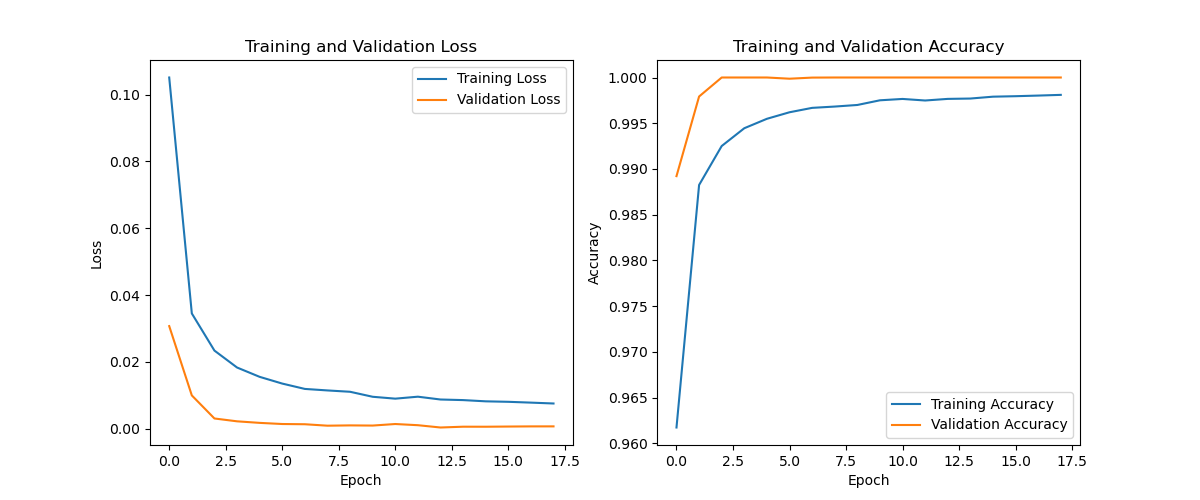 Training and Validation Loss
Training Loss
Validation Loss
0.10
0.08
0.06
0.04
0.02
0.00
Loss
0.0 2.5 5.0 7.5 10.0 12.5 15.0 17.5
Epoch
Training and Validation Accuracy
1.000
0.995
0.990
0.985
0.980
0.975
0.970
0.965
0.960
Accuracy
Training Accuracy
Validation Accuracy
0.0 2.5 5.0 7.5 10.0 12.5 15.0 17.5
Epoch